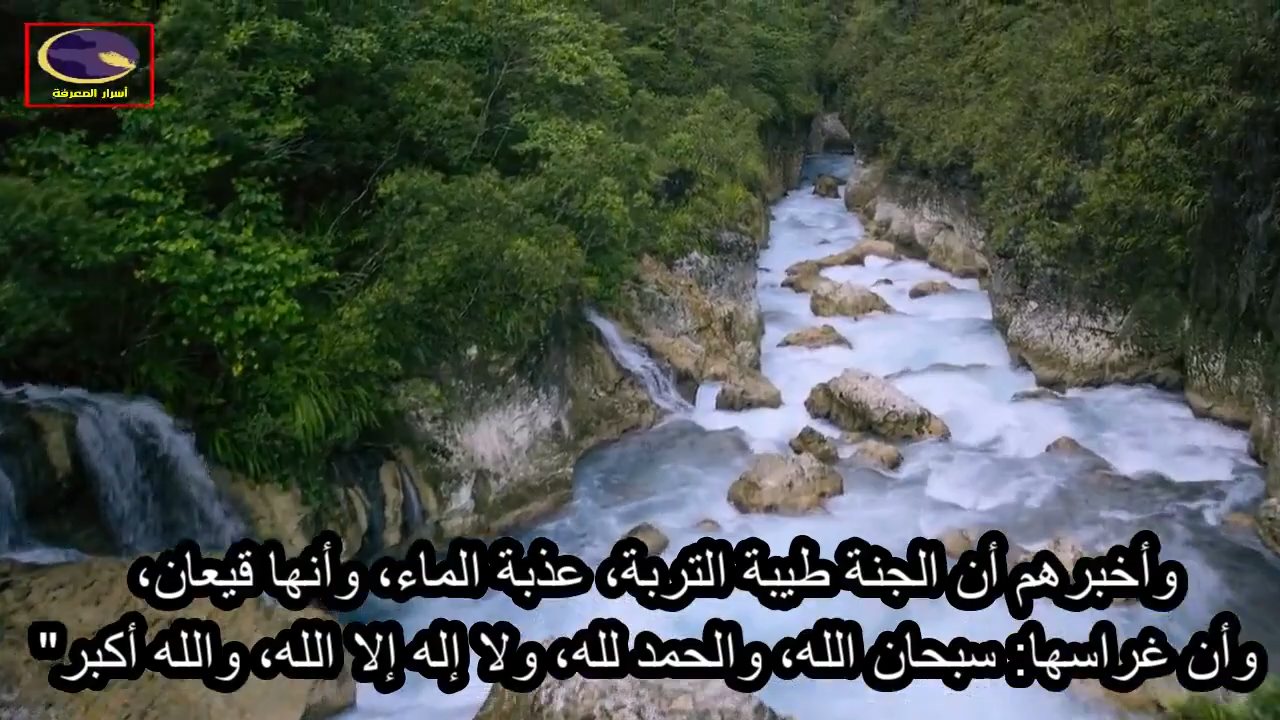 أسرار المعرفة
وأخبرهم أن الجنة طيبة التربة، عذبة الماء، وأنها قيعان،
وأن غراسها: سبحان الله، والحمد لله، ولا إله إلا الله، والله أكبر"